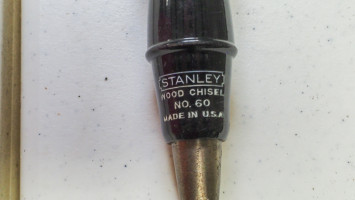 STANLEY
WOOD CHISEL
NO. 60
MADE IN U.S.A